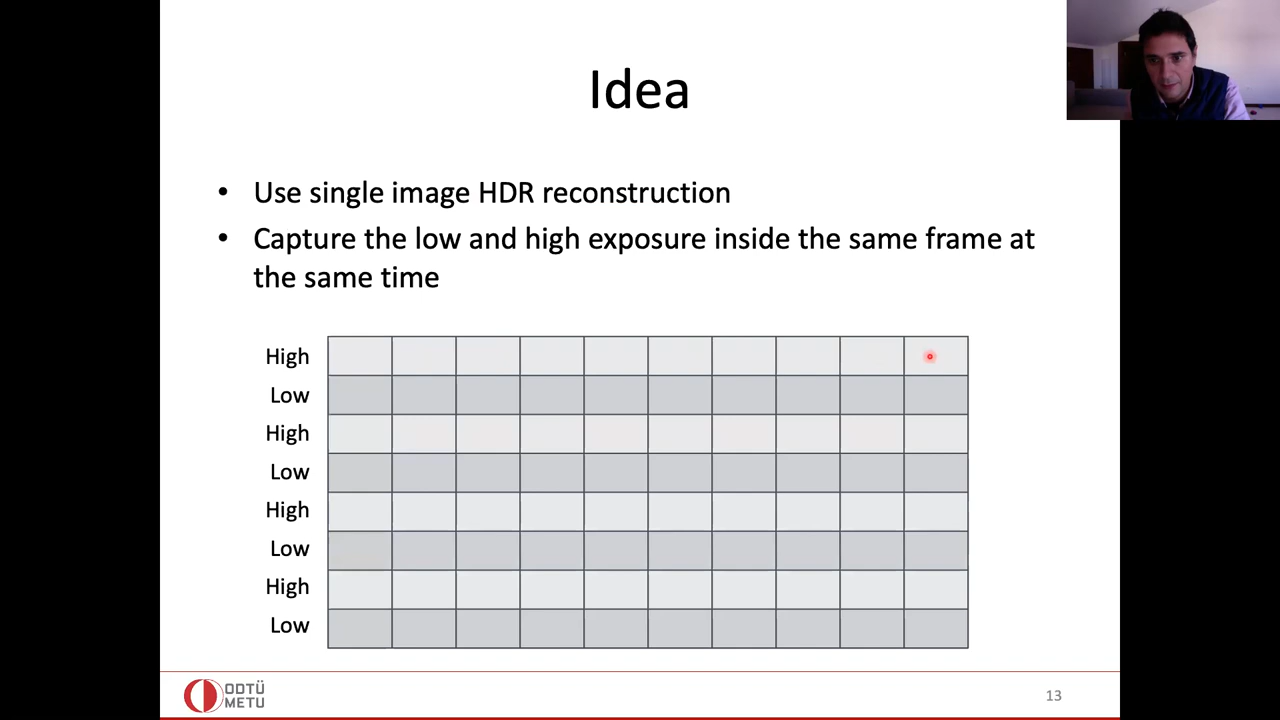 Idea
• Use single image HDR reconstruction
• Capture the low and high exposure inside the same frame at
the same time
High
Low
High
Low
High
Low
High
Low
ODTÜ
METU
13